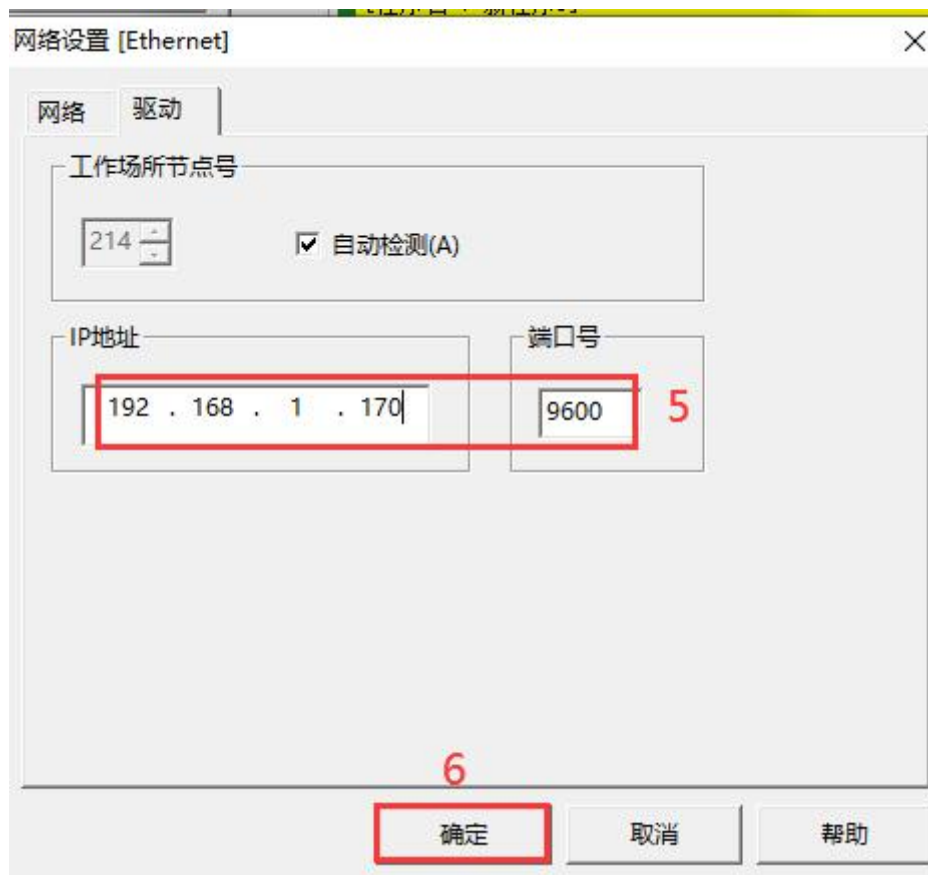 网络设置 [Ethernet]
网络 驱动
工作场所节点号
214 自动检测(A)
IP地址 端口号
192 . 168 . 1 . 170 9600 5
6
确定 取消 帮助